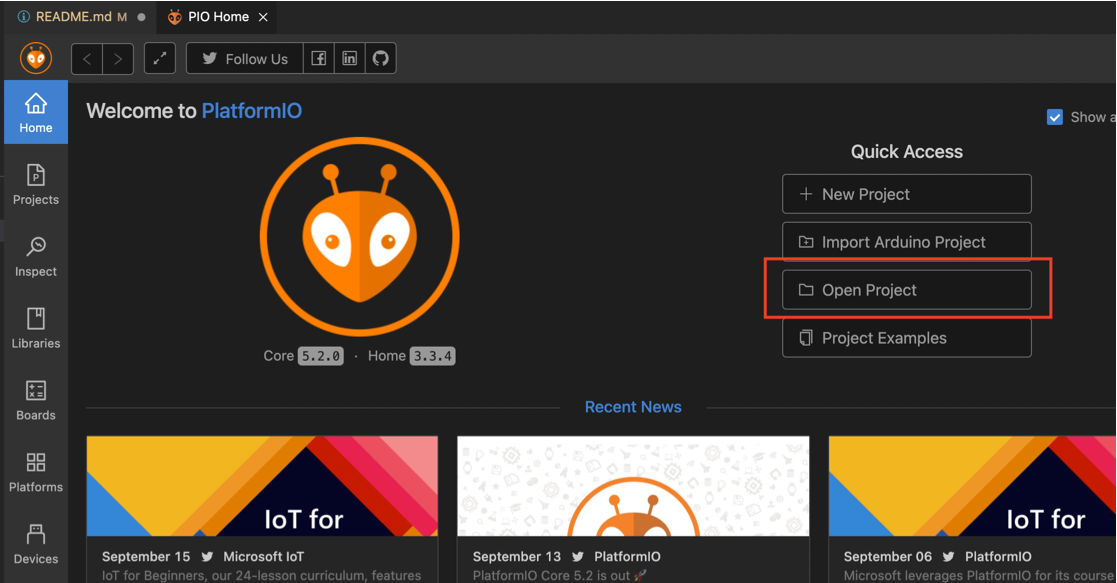 README.md M
PIO Home
Follow Us
Home
Welcome to PlatformIO
Show a
Quick Access
New Project
Projects
Import Arduino Project
Inspect
Open Project
Libraries
Project Examples
Core 5.2.0 · Home 3.3.4
Boards
Recent News
Platforms
IoT for
IoT for
Devices
September 15 Microsoft IoT
IoT for Beginners, our 24-lesson curriculum, features
September 13 PlatformIO
PlatformIO Core 5.2 is out 🚀
September 06 PlatformIO
Microsoft leverages PlatformIO for its course